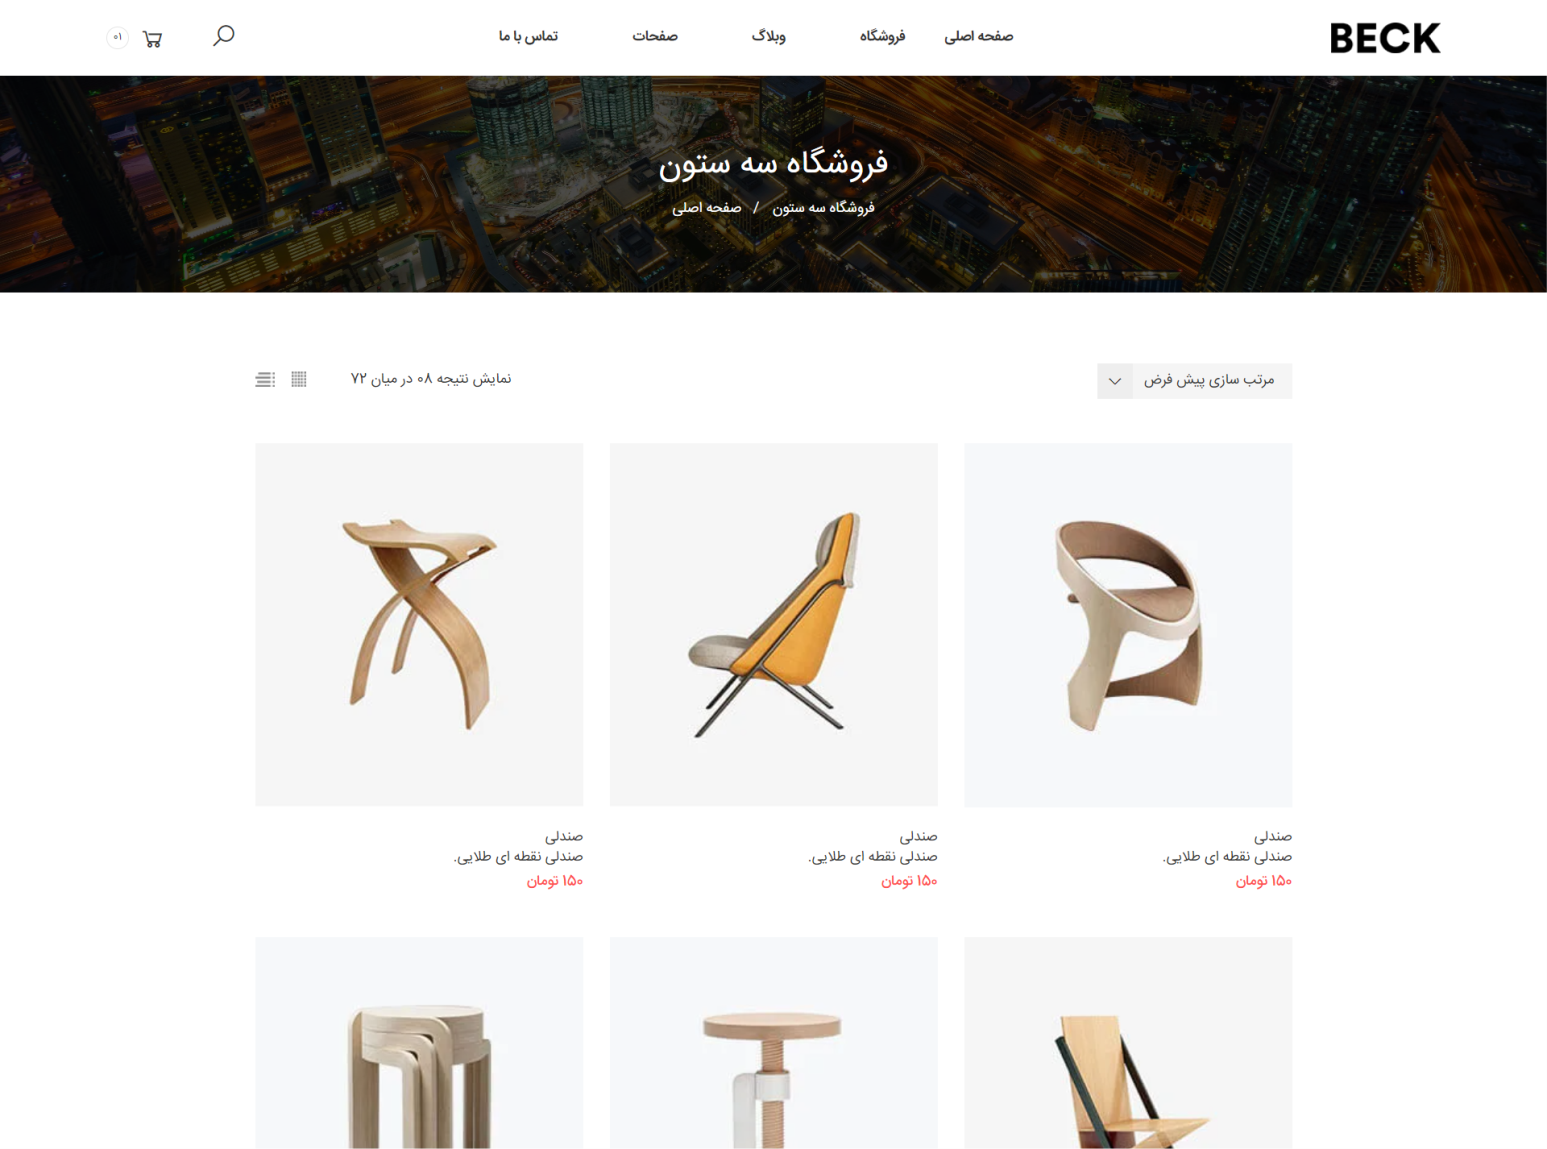 BECK
صفحه اصلی
فروشگاه
وبلاگ
صفحات
تماس با ما
۰۱
فروشگاه سه ستون
فروشگاه سه ستون / صفحه اصلی
مرتب سازی پیش فرض
نمایش نتیجه ۰۸ در میان ۷۲
صندلی
صندلی نقطه ای طلایی.
۱۵۰ تومان
صندلی
صندلی نقطه ای طلایی.
۱۵۰ تومان
صندلی
صندلی نقطه ای طلایی.
۱۵۰ تومان